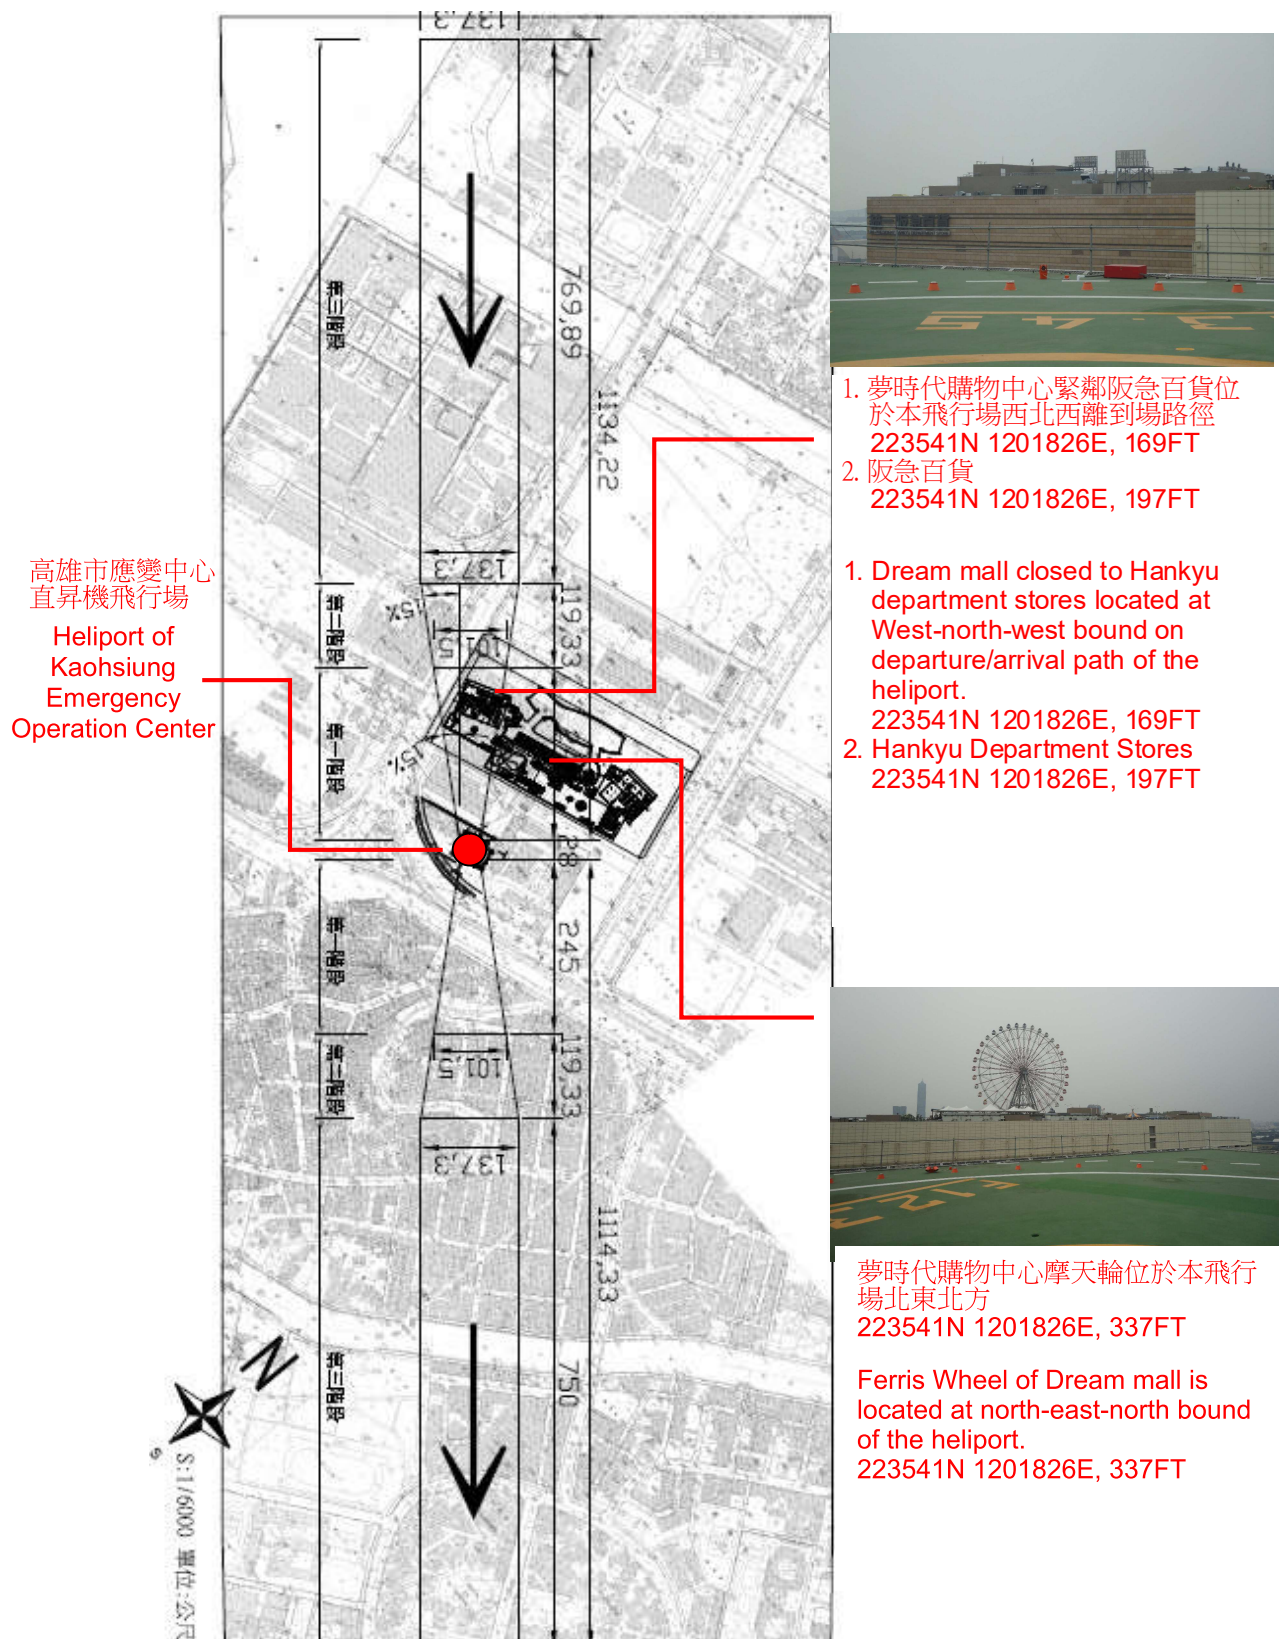 137,3
769,89
1134,22
第三階段
137,3
119,33
15%
101,5
第二階段
第一階段
15%
28
245
第一階段
119,33
101,5
第二階段
137,3
1114,33
750
第三階段
N
S
S:1/6000 單位:公尺
高雄市應變中心
直昇機飛行場
Heliport of
Kaohsiung
Emergency
Operation Center
3.45
1. 夢時代購物中心緊鄰阪急百貨位
於本飛行場西北西離到場路徑
223541N 1201826E, 169FT
2. 阪急百貨
223541N 1201826E, 197FT
1. Dream mall closed to Hankyu
department stores located at
West-north-west bound on
departure/arrival path of the
heliport.
223541N 1201826E, 169FT
2. Hankyu Department Stores
223541N 1201826E, 197FT
夢時代購物中心摩天輪位於本飛行
場北東北方
223541N 1201826E, 337FT
Ferris Wheel of Dream mall is
located at north-east-north bound
of the heliport.
223541N 1201826E, 337FT